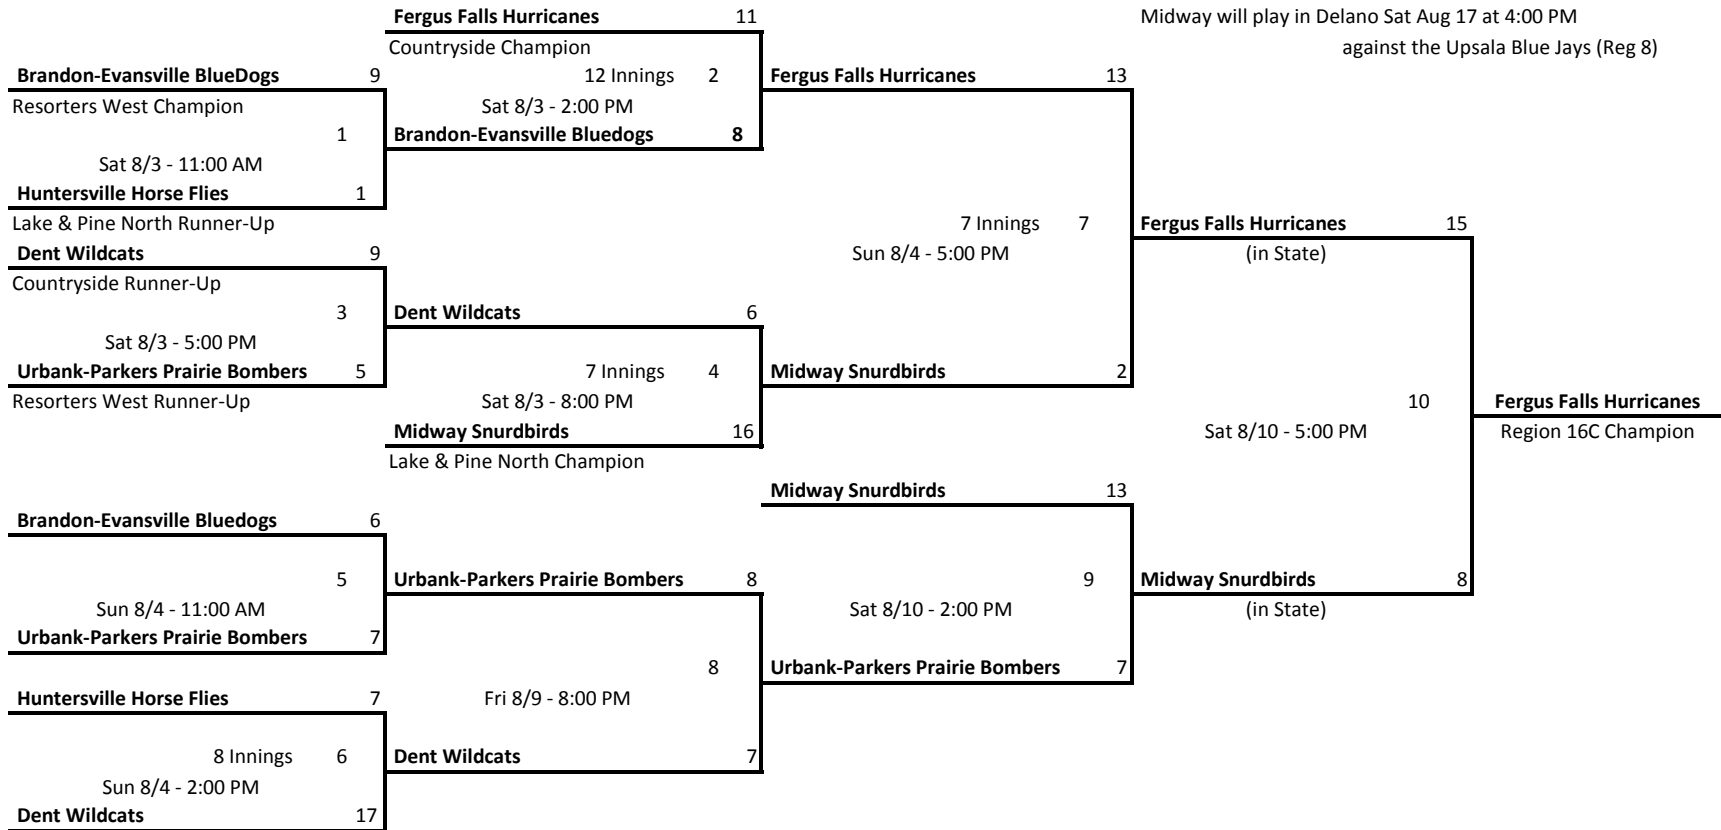 Fergus Falls Hurricanes 11
Midway will play in Delano Sat Aug 17 at 4:00 PM
Countryside Champion
against the Upsala Blue Jays (Reg 8)
Brandon-Evansville BlueDogs 9
12 Innings 2
Fergus Falls Hurricanes 13
Resorters West Champion
Sat 8/3 - 2:00 PM
1
Brandon-Evansville Bluedogs 8
Sat 8/3 - 11:00 AM
Huntersville Horse Flies 1
Lake & Pine North Runner-Up
7 Innings 7
Fergus Falls Hurricanes 15
Dent Wildcats 9
Sun 8/4 - 5:00 PM
(in State)
Countryside Runner-Up
3
Dent Wildcats 6
Sat 8/3 - 5:00 PM
Urbank-Parkers Prairie Bombers 5
7 Innings 4
Midway Snurdbirds 2
Resorters West Runner-Up
Sat 8/3 - 8:00 PM
10
Fergus Falls Hurricanes
Midway Snurdbirds 16
Sat 8/10 - 5:00 PM
Region 16C Champion
Lake & Pine North Champion
Midway Snurdbirds 13
Brandon-Evansville Bluedogs 6
5
Urbank-Parkers Prairie Bombers 8
9
Midway Snurdbirds 8
Sun 8/4 - 11:00 AM
Sat 8/10 - 2:00 PM
(in State)
Urbank-Parkers Prairie Bombers 7
8
Urbank-Parkers Prairie Bombers 7
Huntersville Horse Flies 7
Fri 8/9 - 8:00 PM
8 Innings 6
Dent Wildcats 7
Sun 8/4 - 2:00 PM
Dent Wildcats 17